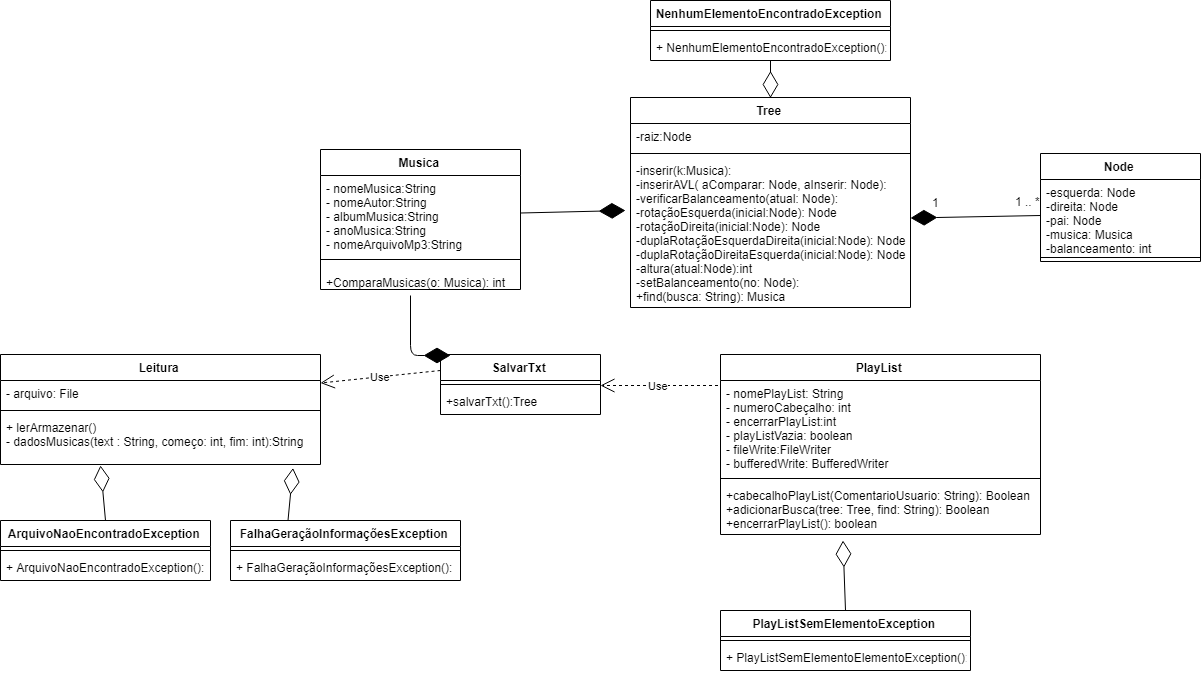 NenhumElementoEncontradoException
+ NenhumElementoEncontradoException():
Tree
-raiz:Node
-inserir(k:Musica):
-inserirAVL( aComparar: Node, aInserir: Node):
-verificarBalanceamento(atual: Node):
-rotaçãoEsquerda(inicial:Node): Node
-rotaçãoDireita(inicial:Node): Node
-duplaRotaçãoEsquerdaDireita(inicial:Node): Node
-duplaRotaçãoDireitaEsquerda(inicial:Node): Node
-altura(atual:Node):int
-setBalanceamento(no: Node):
+find(busca: String): Musica
Musica
- nomeMusica:String
- nomeAutor:String
- albumMusica:String
- anoMusica:String
- nomeArquivoMp3:String
+ComparaMusicas(o: Musica): int
1
1 .. *
Node
-esquerda: Node
-direita: Node
-pai: Node
-musica: Musica
-balanceamento: int
Leitura
- arquivo: File
+ lerArmazenar()
- dadosMusicas(text : String, começo: int, fim: int):String
Use
SalvarTxt
+salvarTxt():Tree
Use
PlayList
- nomePlayList: String
- numeroCabeçalho: int
- encerrarPlayList:int
- playListVazia: boolean
- fileWrite:FileWriter
- bufferedWrite: BufferedWriter
+cabecalhoPlayList(ComentarioUsuario: String): Boolean
+adicionarBusca(tree: Tree, find: String): Boolean
+encerrarPlayList(): boolean
ArquivoNaoEncontradoException
+ ArquivoNaoEncontradoException():
FalhaGeraçãoInformaçõesException
+ FalhaGeraçãoInformaçõesException():
PlayListSemElementoException
+ PlayListSemElementoElementoException():